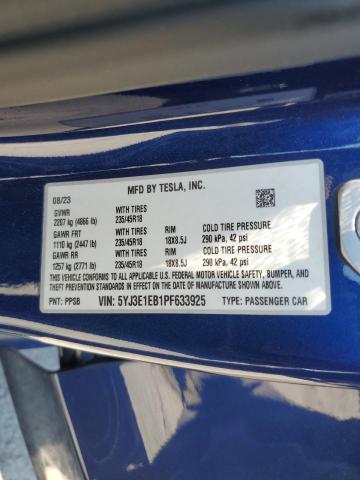 MFD BY TESLA, INC.
08/23
GVWR WITH TIRES
2207 kg (4866 lb) 235/45R18
GAWR FRT WITH TIRES RIM COLD TIRE PRESSURE
1110 kg (2447 lb) 235/45R18 18X8.5J 290 kPa, 42 psi
GAWR RR WITH TIRES RIM COLD TIRE PRESSURE
1257 kg (2771 lb) 235/45R18 18X8.5J 290 kPa, 42 psi
THIS VEHICLE CONFORMS TO ALL APPLICABLE FEDERAL MOTOR VEHICLE SAFETY, BUMPER, AND
THEFT PREVENTION STANDARDS IN EFFECT ON THE DATE OF MANUFACTURE SHOWN ABOVE.
PNT: PPSB VIN: 5YJ3E1EB1PF633925 TYPE: PASSENGER CAR